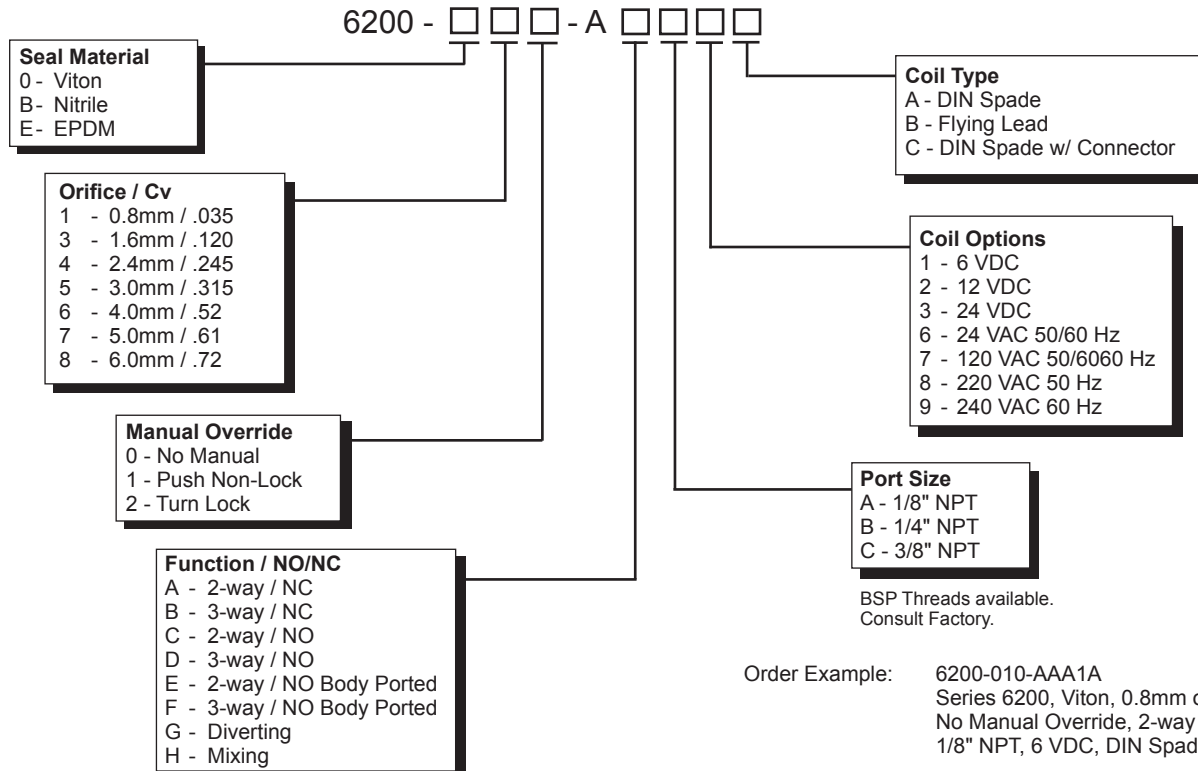 6200 - □ □ □ - A □ □ □ □
Seal Material
0 - Viton
B - Nitrile
E - EPDM
Orifice / Cv
1 - 0.8mm / .035
3 - 1.6mm / .120
4 - 2.4mm / .245
5 - 3.0mm / .315
6 - 4.0mm / .52
7 - 5.0mm / .61
8 - 6.0mm / .72
Manual Override
0 - No Manual
1 - Push Non-Lock
2 - Turn Lock
Function / NO/NC
A - 2-way / NC
B - 3-way / NC
C - 2-way / NO
D - 3-way / NO
E - 2-way / NO Body Ported
F - 3-way / NO Body Ported
G - Diverting
H - Mixing
Coil Type
A - DIN Spade
B - Flying Lead
C - DIN Spade w/ Connector
Coil Options
1 - 6 VDC
2 - 12 VDC
3 - 24 VDC
6 - 24 VAC 50/60 Hz
7 - 120 VAC 50/6060 Hz
8 - 220 VAC 50 Hz
9 - 240 VAC 60 Hz
Port Size
A - 1/8" NPT
B - 1/4" NPT
C - 3/8" NPT
BSP Threads available.
Consult Factory.
Order Example: 6200-010-AAA1A
Series 6200, Viton, 0.8mm
No Manual Override, 2-way
1/8" NPT, 6 VDC, DIN